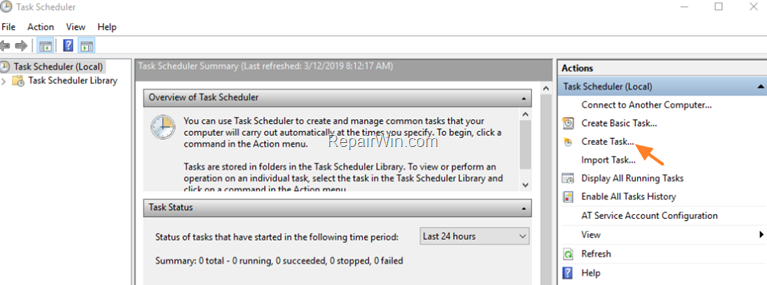 Task Scheduler
File Action View Help
Task Scheduler (Local)
Task Scheduler Library
Task Scheduler Summary (Last refreshed: 3/12/2019 8:12:17 AM)
Overview of Task Scheduler
You can use Task Scheduler to create and manage common tasks that your
computer will carry out automatically at the times you specify. To begin, click a
command in the Action menu.
Tasks are stored in folders in the Task Scheduler Library. To view or perform an
operation on an individual task, select the task in the Task Scheduler Library and
click on a command in the Action menu.
RepairWin.com
Task Status
Status of tasks that have started in the following time period: Last 24 hours
Summary: 0 total - 0 running, 0 succeeded, 0 stopped, 0 failed
Actions
Task Scheduler (Local)
Connect to Another Computer...
Create Basic Task...
Create Task...
Import Task...
Display All Running Tasks
Enable All Tasks History
AT Service Account Configuration
View
Refresh
Help